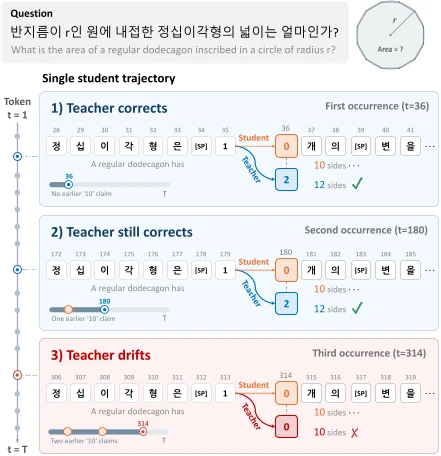 Question
반지름이 r인 원에 내접한 정십이각형의 넓이는 얼마인가?
What is the area of a regular dodecagon inscribed in a circle of radius r?
r
Area = ?
Single student trajectory
Token
t = 1
1) Teacher corrects
First occurrence (t=36)
28 29 30 31 32 33 34 35 36 37 38 39 40 41
정 십 이 각 형 은 [SP] 1 Student 0 개 의 [SP] 변 을 ...
A regular dodecagon has
Teacher
2
10 sides ...
12 sides ✓
36
No earlier '10' claim
T
2) Teacher still corrects
Second occurrence (t=180)
172 173 174 175 176 177 178 179 180 181 182 183 184 185
정 십 이 각 형 은 [SP] 1 Student 0 개 의 [SP] 변 을 ...
A regular dodecagon has
Teacher
2
10 sides ...
12 sides ✓
180
One earlier '10' claim
T
3) Teacher drifts
Third occurrence (t=314)
306 307 308 309 310 311 312 313 314 315 316 317 318 319
정 십 이 각 형 은 [SP] 1 Student 0 개 의 [SP] 변 을 ...
A regular dodecagon has
Teacher
0
10 sides ...
10 sides ✗
314
Two earlier '10' claims
T
t = T